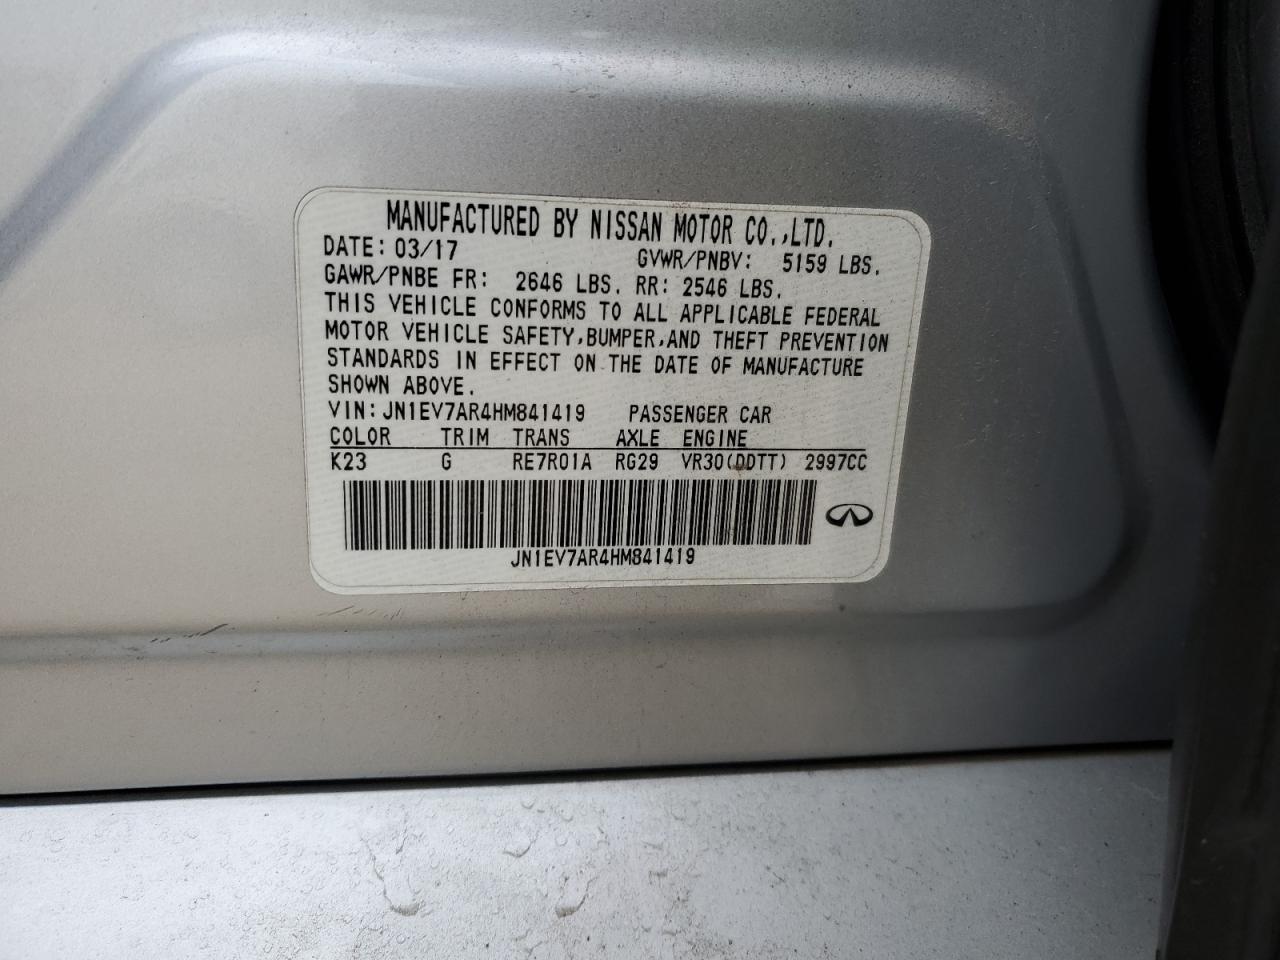 MANUFACTURED BY NISSAN MOTOR CO.,LTD.
DATE: 03/17 GVWR/PNBV: 5159 LBS.
GAWR/PNBE FR: 2646 LBS. RR: 2546 LBS.
THIS VEHICLE CONFORMS TO ALL APPLICABLE FEDERAL
MOTOR VEHICLE SAFETY,BUMPER,AND THEFT PREVENTION
STANDARDS IN EFFECT ON THE DATE OF MANUFACTURE
SHOWN ABOVE.
VIN:JN1EV7AR4HM841419 PASSENGER CAR
COLOR TRIM TRANS AXLE ENGINE
K23 G RE7R01A RG29 VR30(DDTT) 2997CC
JN1EV7AR4HM841419